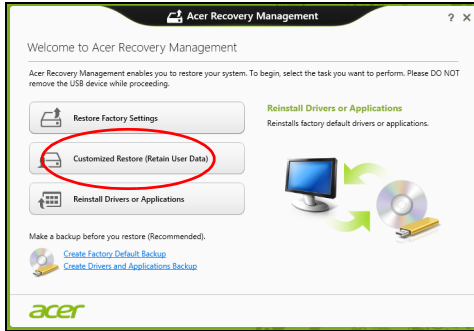 Acer Recovery Management
? X
Welcome to Acer Recovery Management
Acer Recovery Management enables you to restore your system. To begin, select the task you want to perform. Please DO NOT
remove the USB device while proceeding.
Restore Factory Settings
Customized Restore (Retain User Data)
Reinstall Drivers or Applications
Reinstall Drivers or Applications
Reinstalls factory default drivers or applications.
Make a backup before you restore (Recommended).
Create Factory Default Backup
Create Drivers and Applications Backup
acer